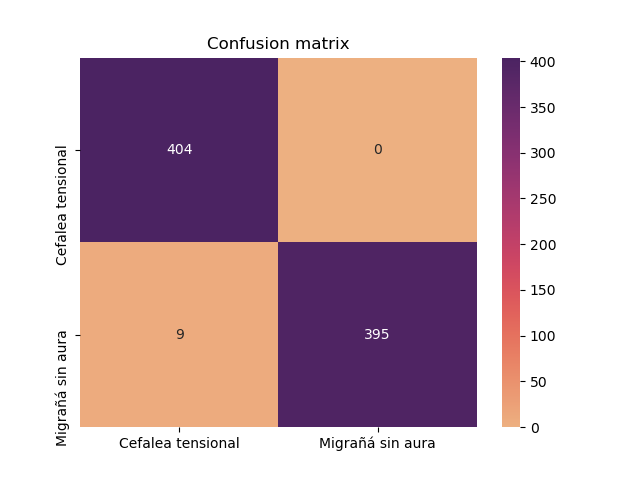 Confusion matrix
Cefalea tensional
Migrañá sin aura
404
0
9
395
Cefalea tensional
Migrañá sin aura
400
350
300
250
200
150
100
50
0